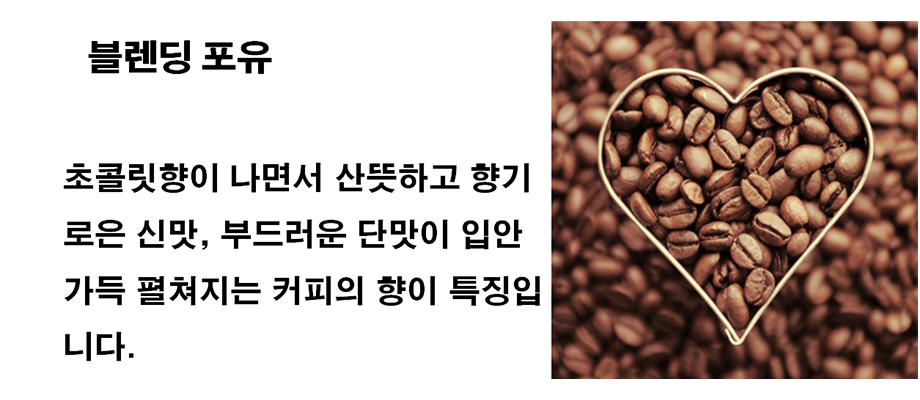 블렌딩 포유
초콜릿향이 나면서 산뜻하고 향기
로은 신맛, 부드러운 단맛이 입안
가득 펼쳐지는 커피의 향이 특징입
니다.